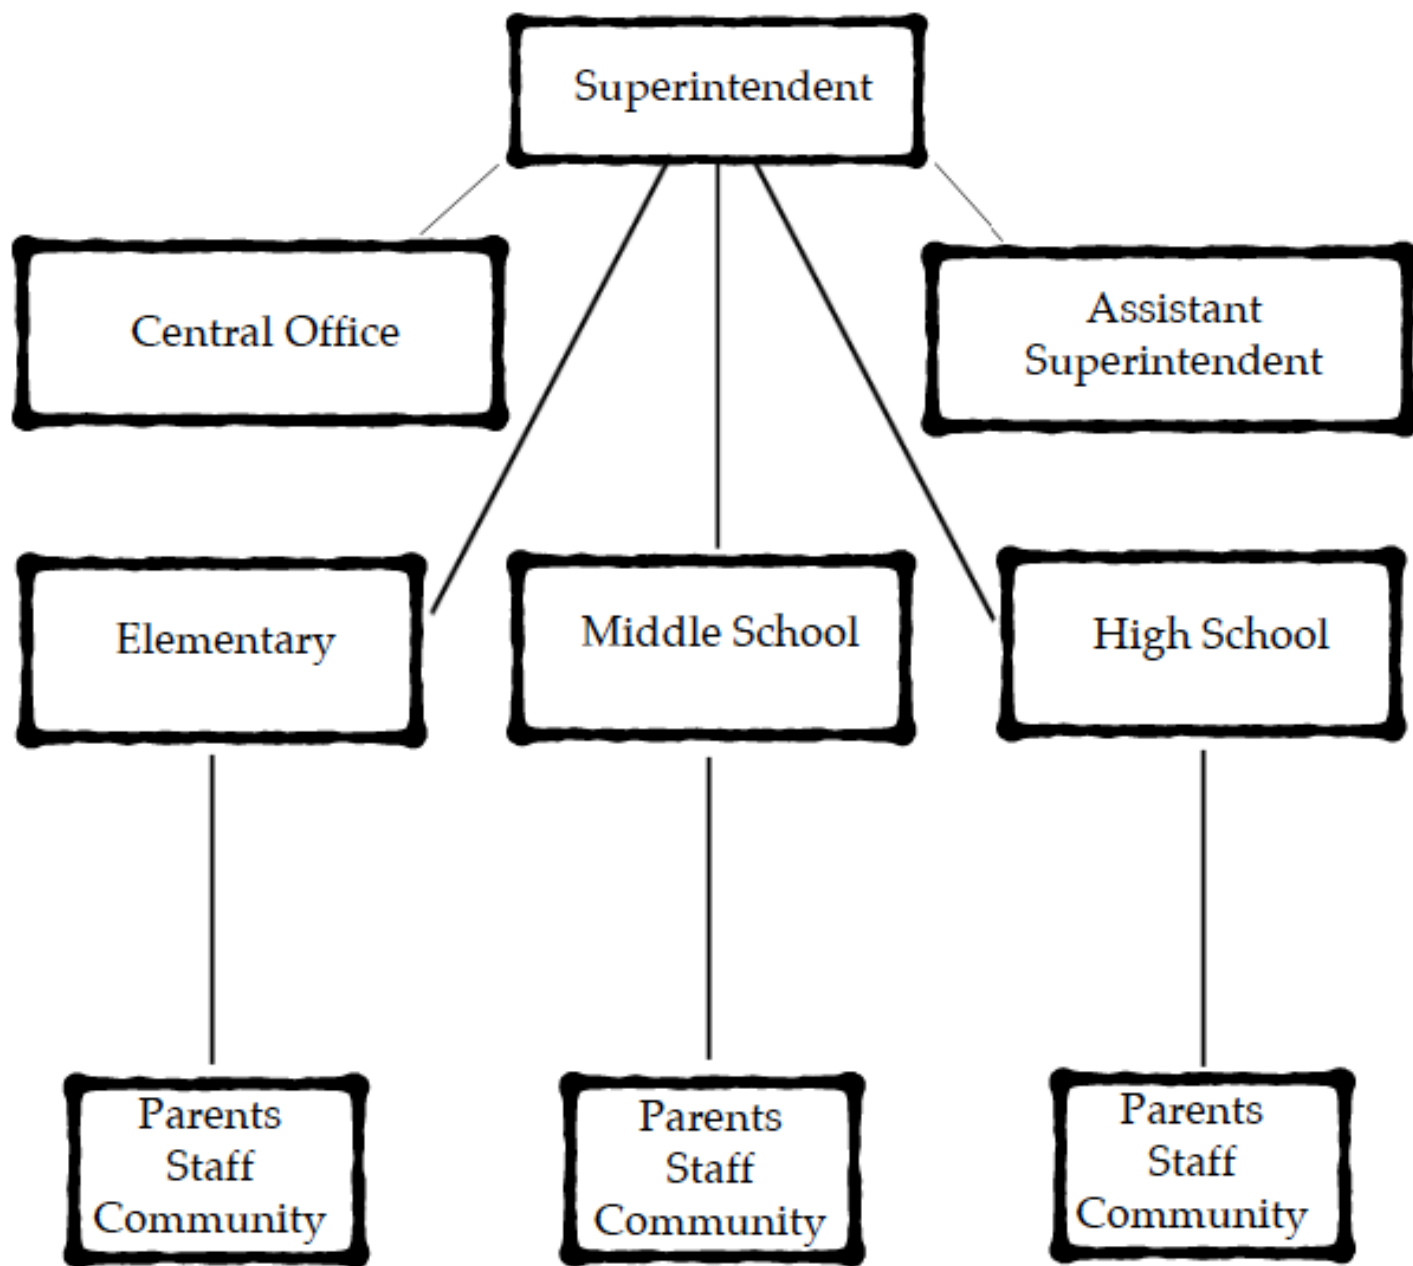 Superintendent
Central Office
Assistant
Superintendent
Elementary
Middle School
High School
Parents
Staff
Community
Parents
Staff
Community
Parents
Staff
Community